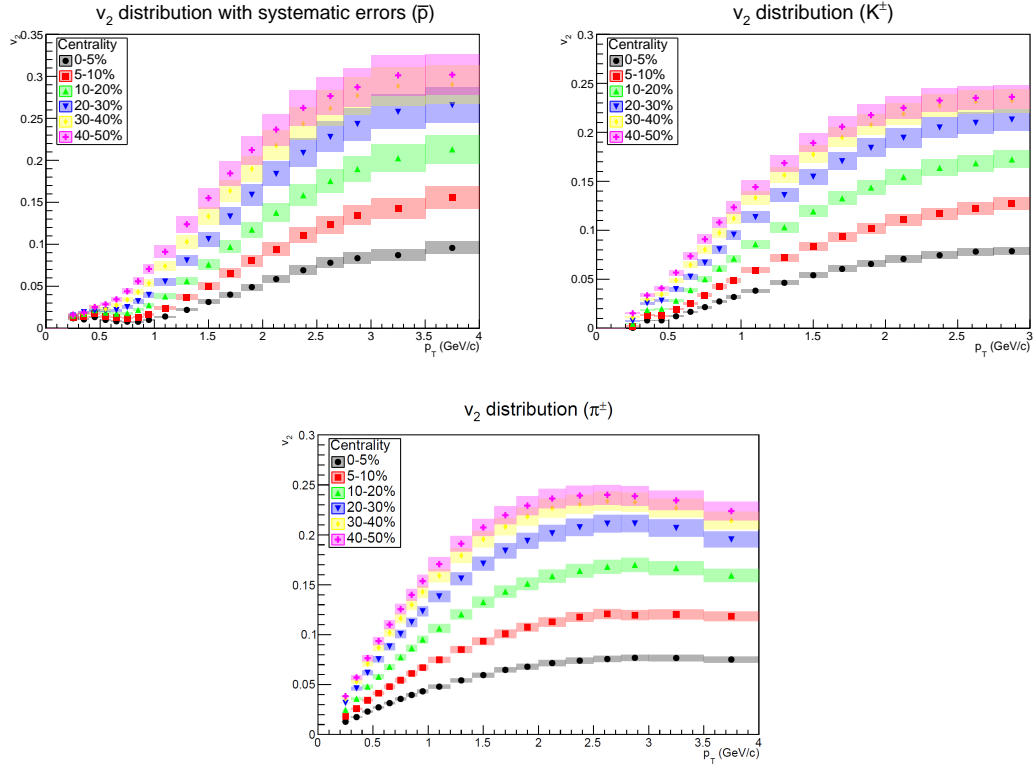 v2 distribution with systematic errors (p̅)
v2
0.35
0.3
0.25
0.2
0.15
0.1
0.05
0
Centrality
0-5%
5-10%
10-20%
20-30%
30-40%
40-50%
0 0.5 1 1.5 2 2.5 3 3.5 4
pT (GeV/c)
v2 distribution (K±)
v2
0.3
0.25
0.2
0.15
0.1
0.05
0
Centrality
0-5%
5-10%
10-20%
20-30%
30-40%
40-50%
0 0.5 1 1.5 2 2.5 3
pT (GeV/c)
v2 distribution (π±)
v2
0.3
0.25
0.2
0.15
0.1
0.05
0
Centrality
0-5%
5-10%
10-20%
20-30%
30-40%
40-50%
0 0.5 1 1.5 2 2.5 3 3.5 4
pT (GeV/c)